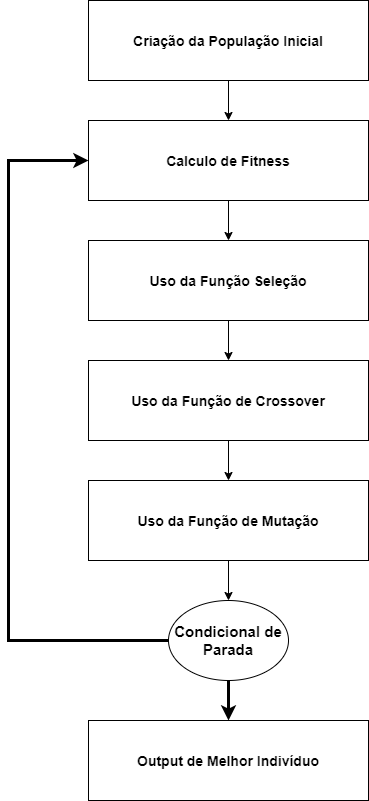 Criação da População Inicial
Calculo de Fitness
Uso da Função Seleção
Uso da Função de Crossover
Uso da Função de Mutação
Condicional de
Parada
Output de Melhor Indivíduo